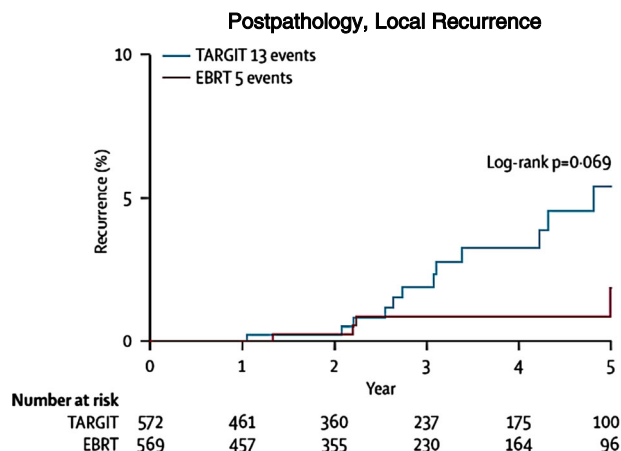 Postpathology, Local Recurrence
10
TARGIT 13 events
EBRT 5 events
Log-rank p=0·069
Recurrence (%)
5
0
0 1 2 3 4 5
Year
Number at risk
TARGIT 572 461 360 237 175 100
EBRT 569 457 355 230 164 96